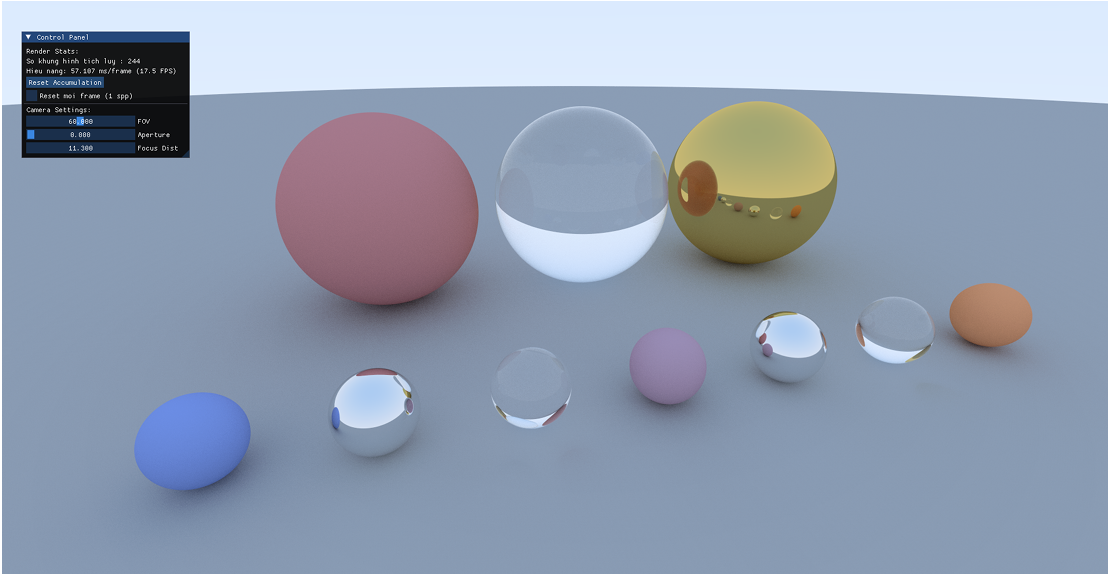 Control Panel
Render Stats:
So khung hinh tich luy : 244
Hieu nang: 57.107 ms/frame (17.5 FPS)
Reset Accumulation
Reset moi frame (1 spp)
Camera Settings:
60.000 FOV
0.000 Aperture
11.300 Focus Dist